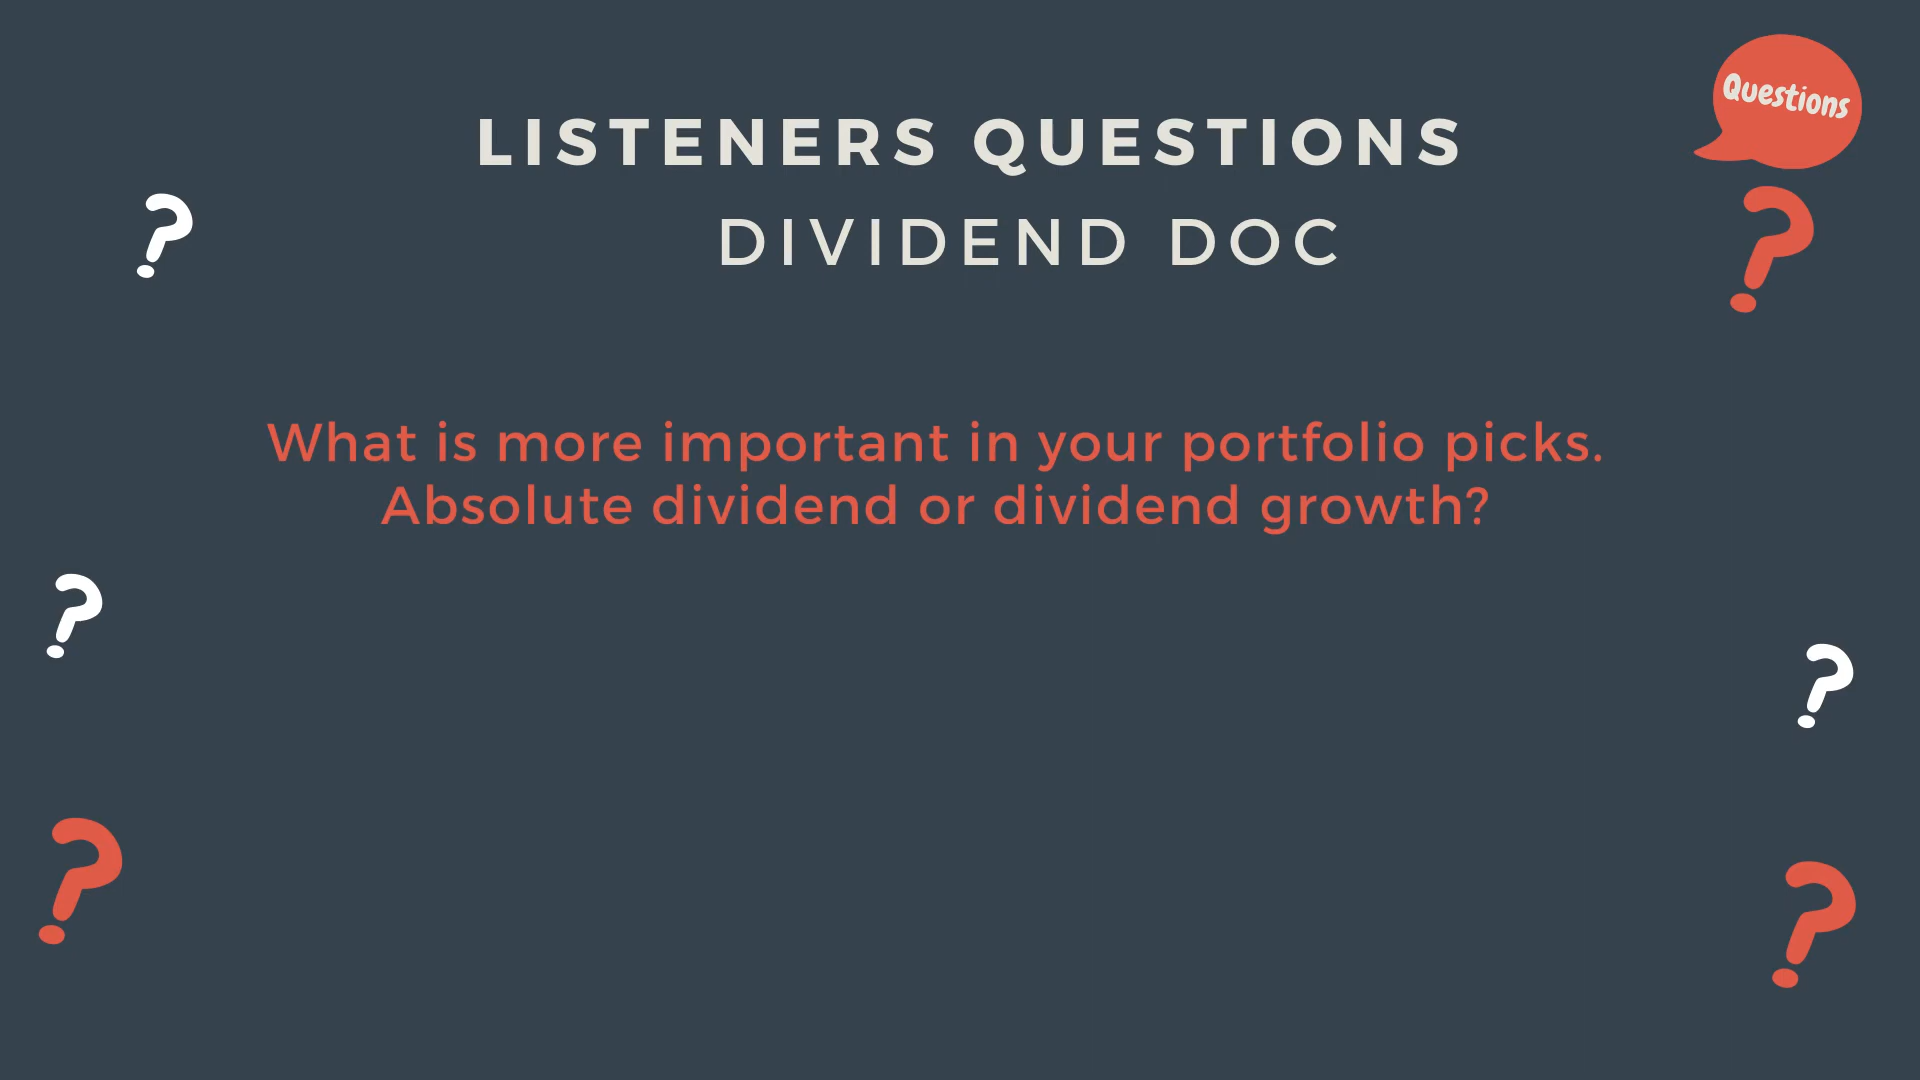 Questions
LISTENERS QUESTIONS
DIVIDEND DOC
What is more important in your portfolio picks.
Absolute dividend or dividend growth?